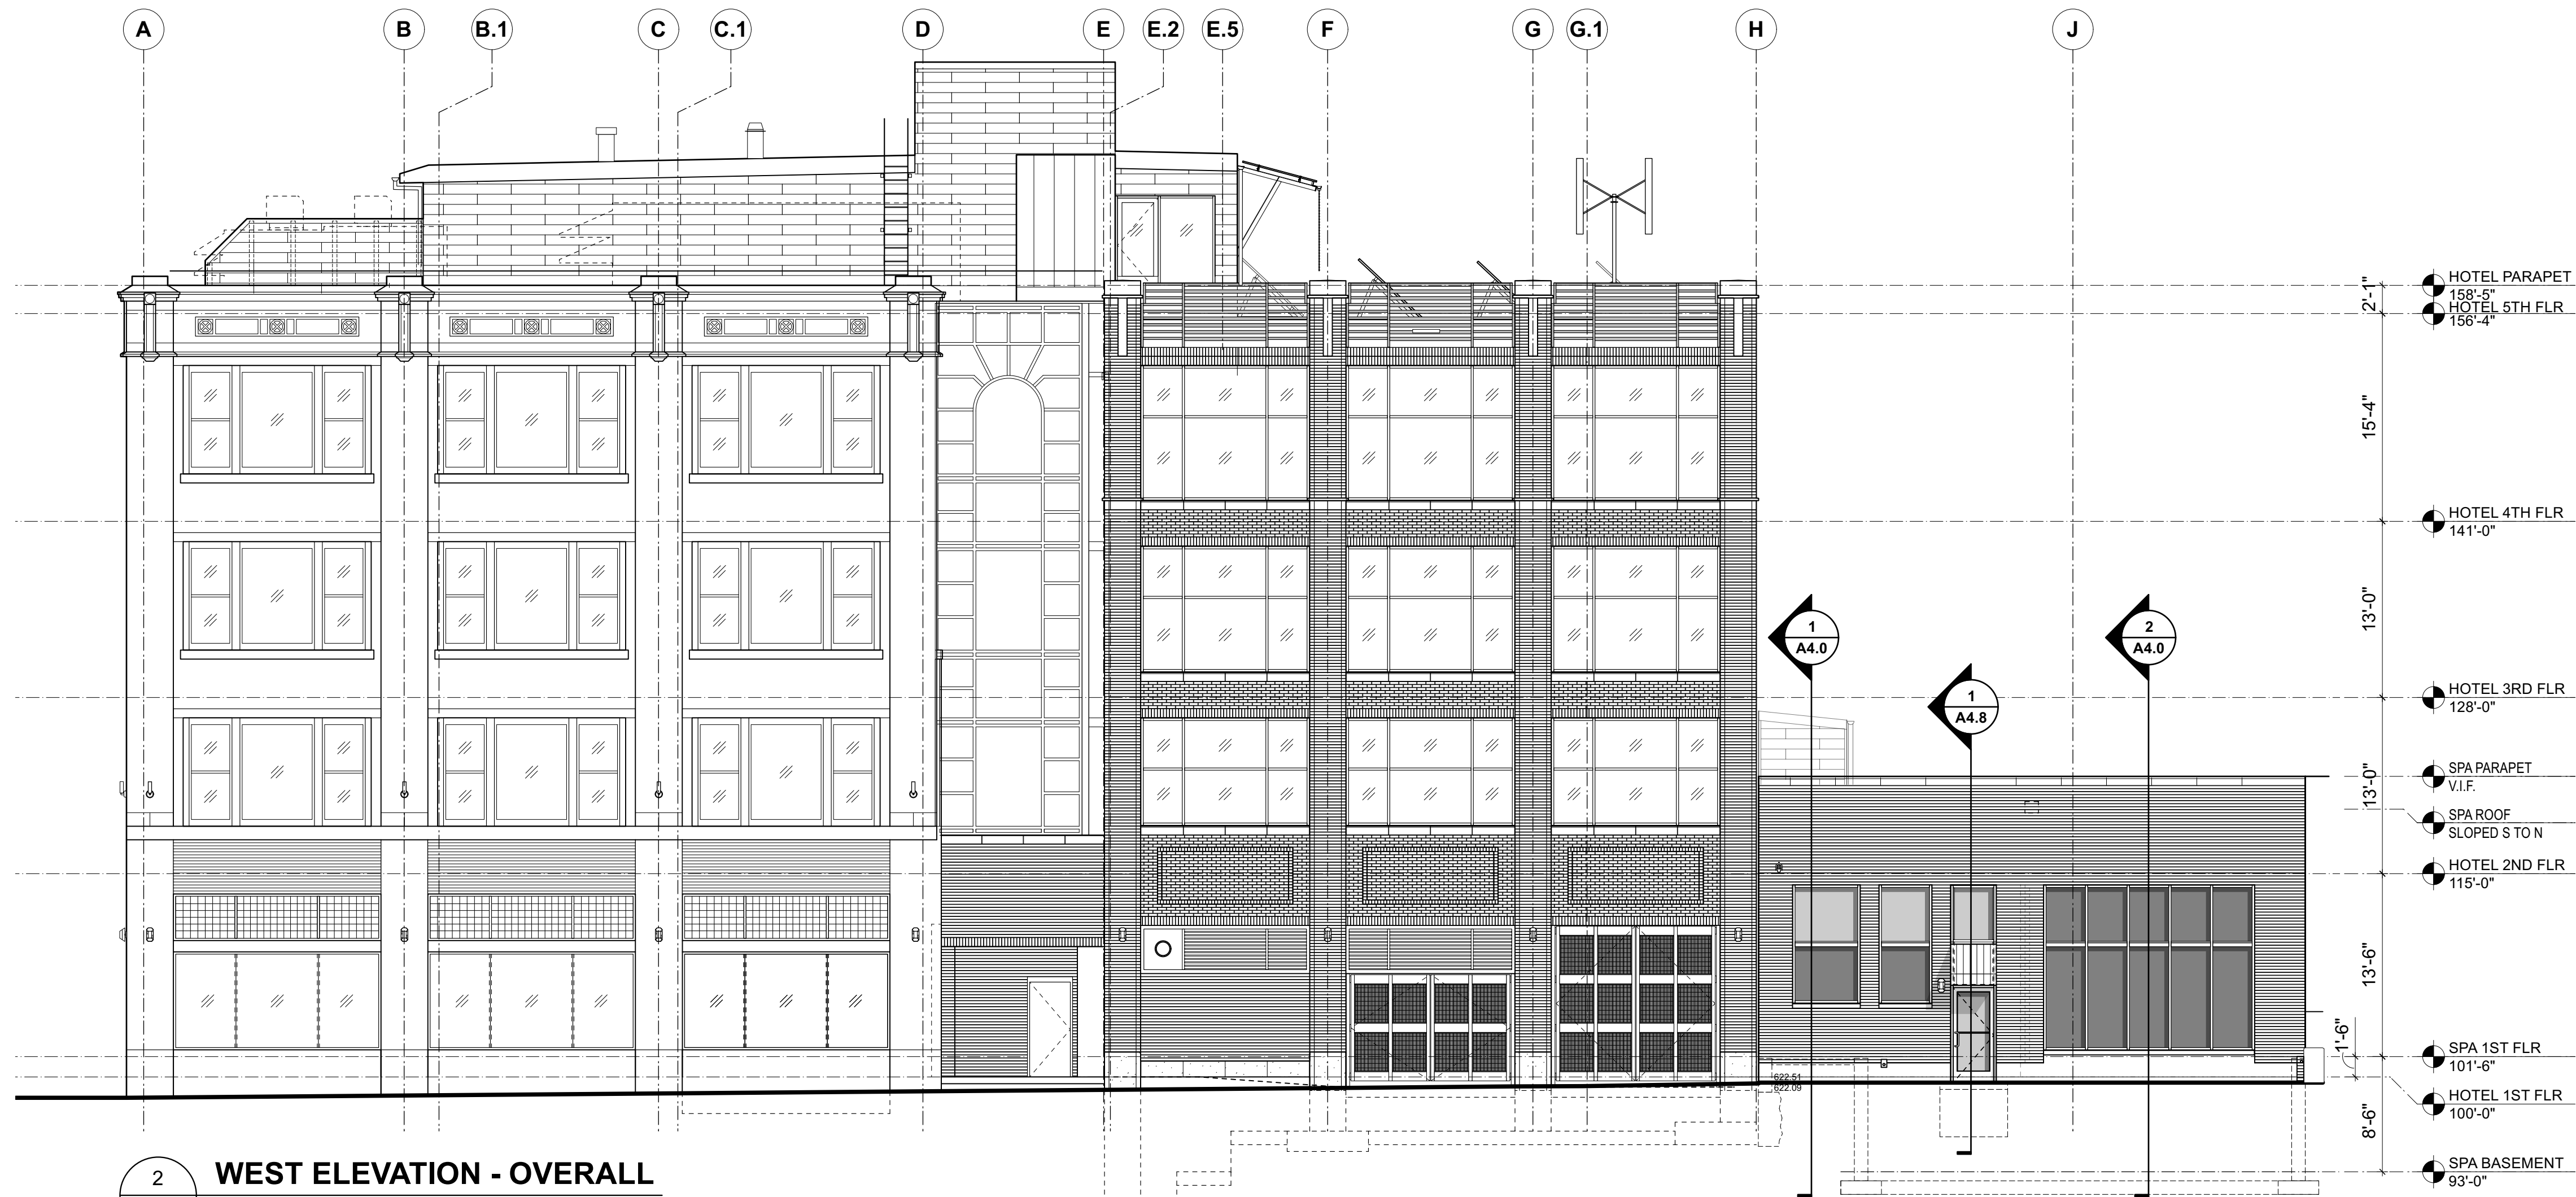 A
B
B.1
C
C.1
D
E
E.2
E.5
F
G
G.1
H
J
HOTEL PARAPET
158'-5"
HOTEL 5TH FLR
156'-4"
2'-1"
15'-4"
HOTEL 4TH FLR
141'-0"
13'-0"
1
A4.0
2
A4.0
1
A4.8
HOTEL 3RD FLR
128'-0"
13'-0"
SPA PARAPET
V.I.F.
SPA ROOF
SLOPED S TO N
HOTEL 2ND FLR
115'-0"
13'-6"
1'-6"
SPA 1ST FLR
101'-6"
622.51
622.09
HOTEL 1ST FLR
100'-0"
8'-6"
SPA BASEMENT
93'-0"
2
WEST ELEVATION - OVERALL